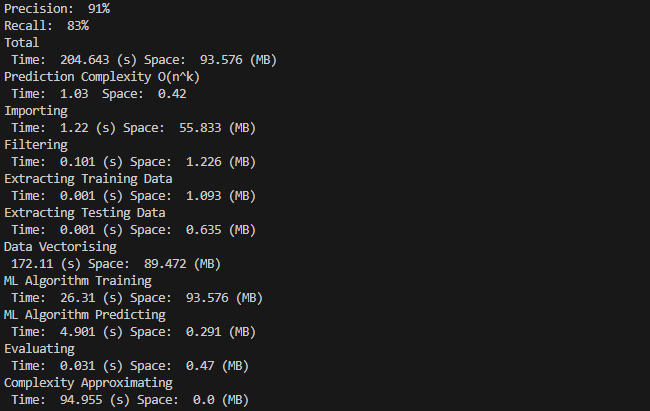 Precision:  91%
Recall:  83%
Total
 Time:  204.643 (s) Space:  93.576 (MB)
Prediction Complexity O(n^k)
 Time:  1.03  Space:  0.42
Importing
 Time:  1.22 (s) Space:  55.833 (MB)
Filtering
 Time:  0.101 (s) Space:  1.226 (MB)
Extracting Training Data
 Time:  0.001 (s) Space:  1.093 (MB)
Extracting Testing Data
 Time:  0.001 (s) Space:  0.635 (MB)
Data Vectorising
 172.11 (s) Space:  89.472 (MB)
ML Algorithm Training
 Time:  26.31 (s) Space:  93.576 (MB)
ML Algorithm Predicting
 Time:  4.901 (s) Space:  0.291 (MB)
Evaluating
 Time:  0.031 (s) Space:  0.47 (MB)
Complexity Approximating
 Time:  94.955 (s) Space:  0.0 (MB)